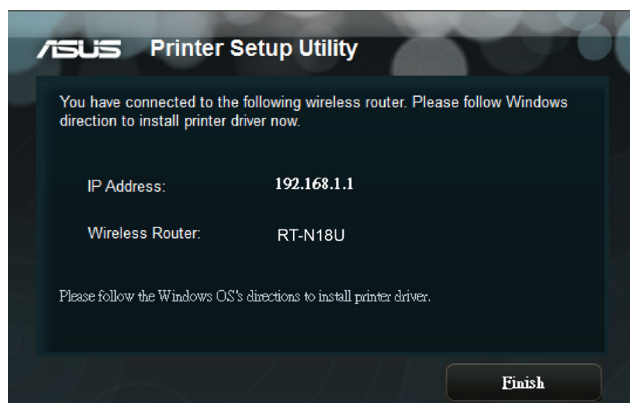 ASUS Printer Setup Utility
You have connected to the following wireless router. Please follow Windows
direction to install printer driver now.
IP Address: 192.168.1.1
Wireless Router: RT-N18U
Please follow the Windows OS's directions to install printer driver.
Finish